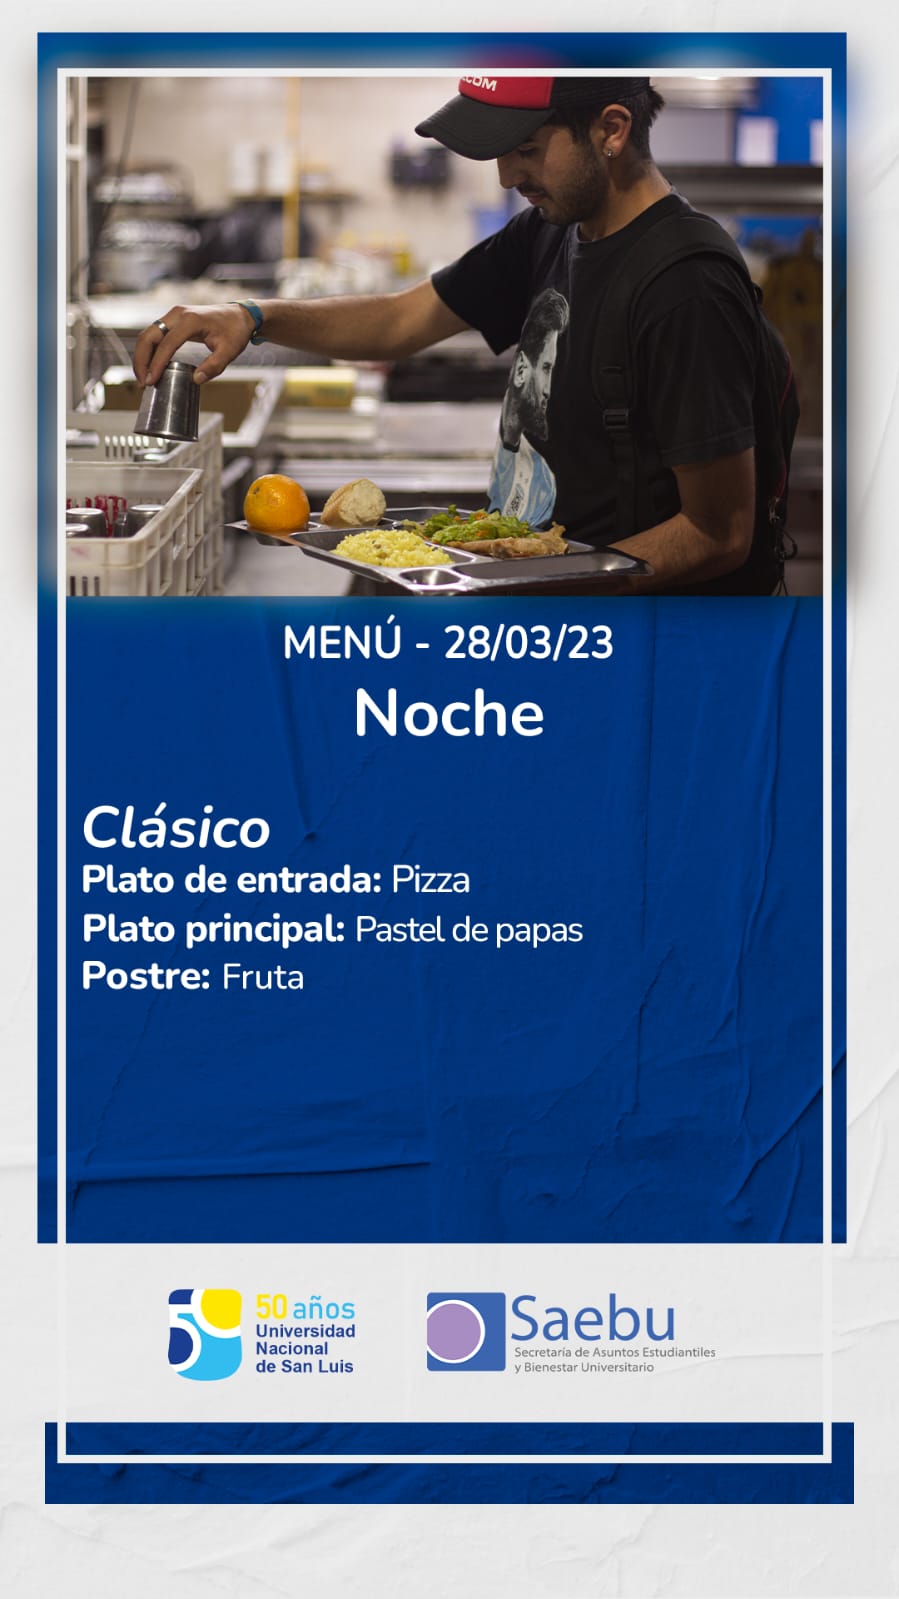 .COM
MENÚ - 28/03/23
Noche
Clásico
Plato de entrada: Pizza
Plato principal: Pastel de papas
Postre: Fruta
50 años
Universidad
Nacional
de San Luis
Saebu
Secretaría de Asuntos Estudiantiles
y Bienestar Universitario